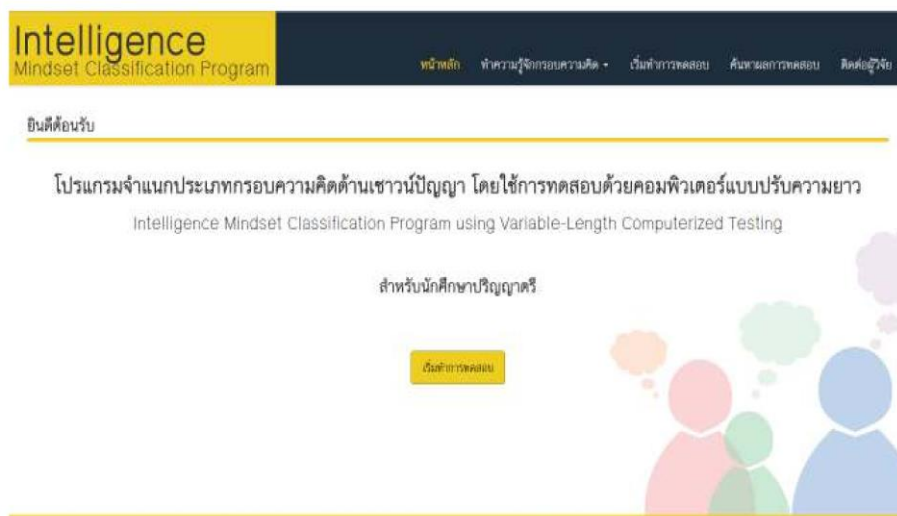 Intelligence
Mindset Classification Program
หน้าหลัก ทำความรู้จักกรอบความคิด เริ่มทำการทดสอบ ค้นหาผลการทดสอบ ติดต่อผู้วิจัย
ยินดีต้อนรับ
โปรแกรมจำแนกประเภทกรอบความคิดด้านเชาวน์ปัญญา โดยใช้การทดสอบด้วยคอมพิวเตอร์แบบปรับความยาว
Intelligence Mindset Classification Program using Variable-Length Computerized Testing
สำหรับนักศึกษาปริญญาตรี
เริ่มทำการทดสอบ